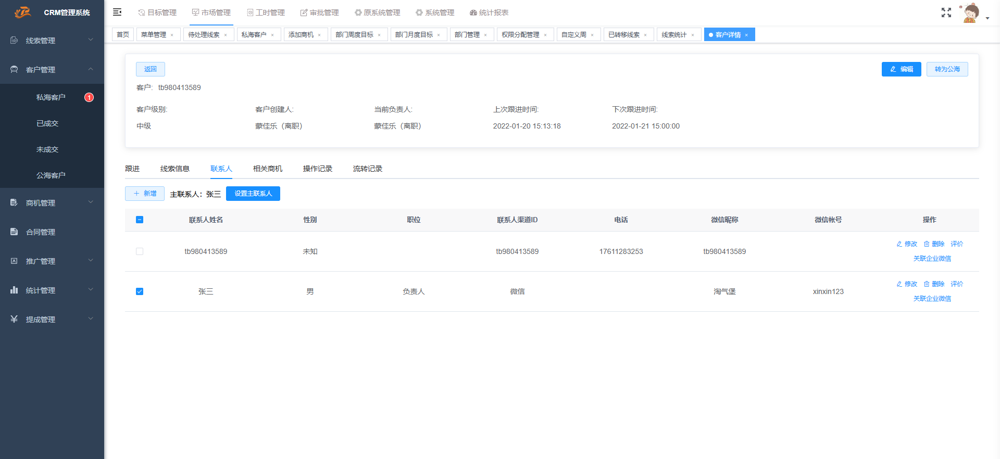 CRM管理系统
目标管理 市场管理 工时管理 审批管理 原系统管理 系统管理 统计报表
首页 菜单管理 × 待处理线索 × 私海客户 × 添加商机 × 部门周度目标 × 部门月度目标 × 部门管理 × 权限分配管理 × 自定义周 × 已转移线索 × 线索统计 × 客户详情 ×
线索管理
客户管理
私海客户 1
已成交
未成交
公海客户
商机管理
合同管理
推广管理
统计管理
提成管理
返回 编辑 转为公海
客户: tb980413589
客户级别: 客户创建人: 当前负责人: 上次跟进时间: 下次跟进时间:
中级 蒙佳乐（离职） 蒙佳乐（离职） 2022-01-20 15:13:18 2022-01-21 15:00:00
跟进 线索信息 联系人 相关商机 操作记录 流转记录
+ 新增 主联系人：张三 设置主联系人
联系人姓名 性别 职位 联系人渠道ID 电话 微信昵称 微信帐号 操作
tb980413589 未知 tb980413589 17611283253 tb980413589 修改 删除 评价
关联企业微信
张三 男 负责人 微信 淘气堡 xinxin123 修改 删除 评价
关联企业微信